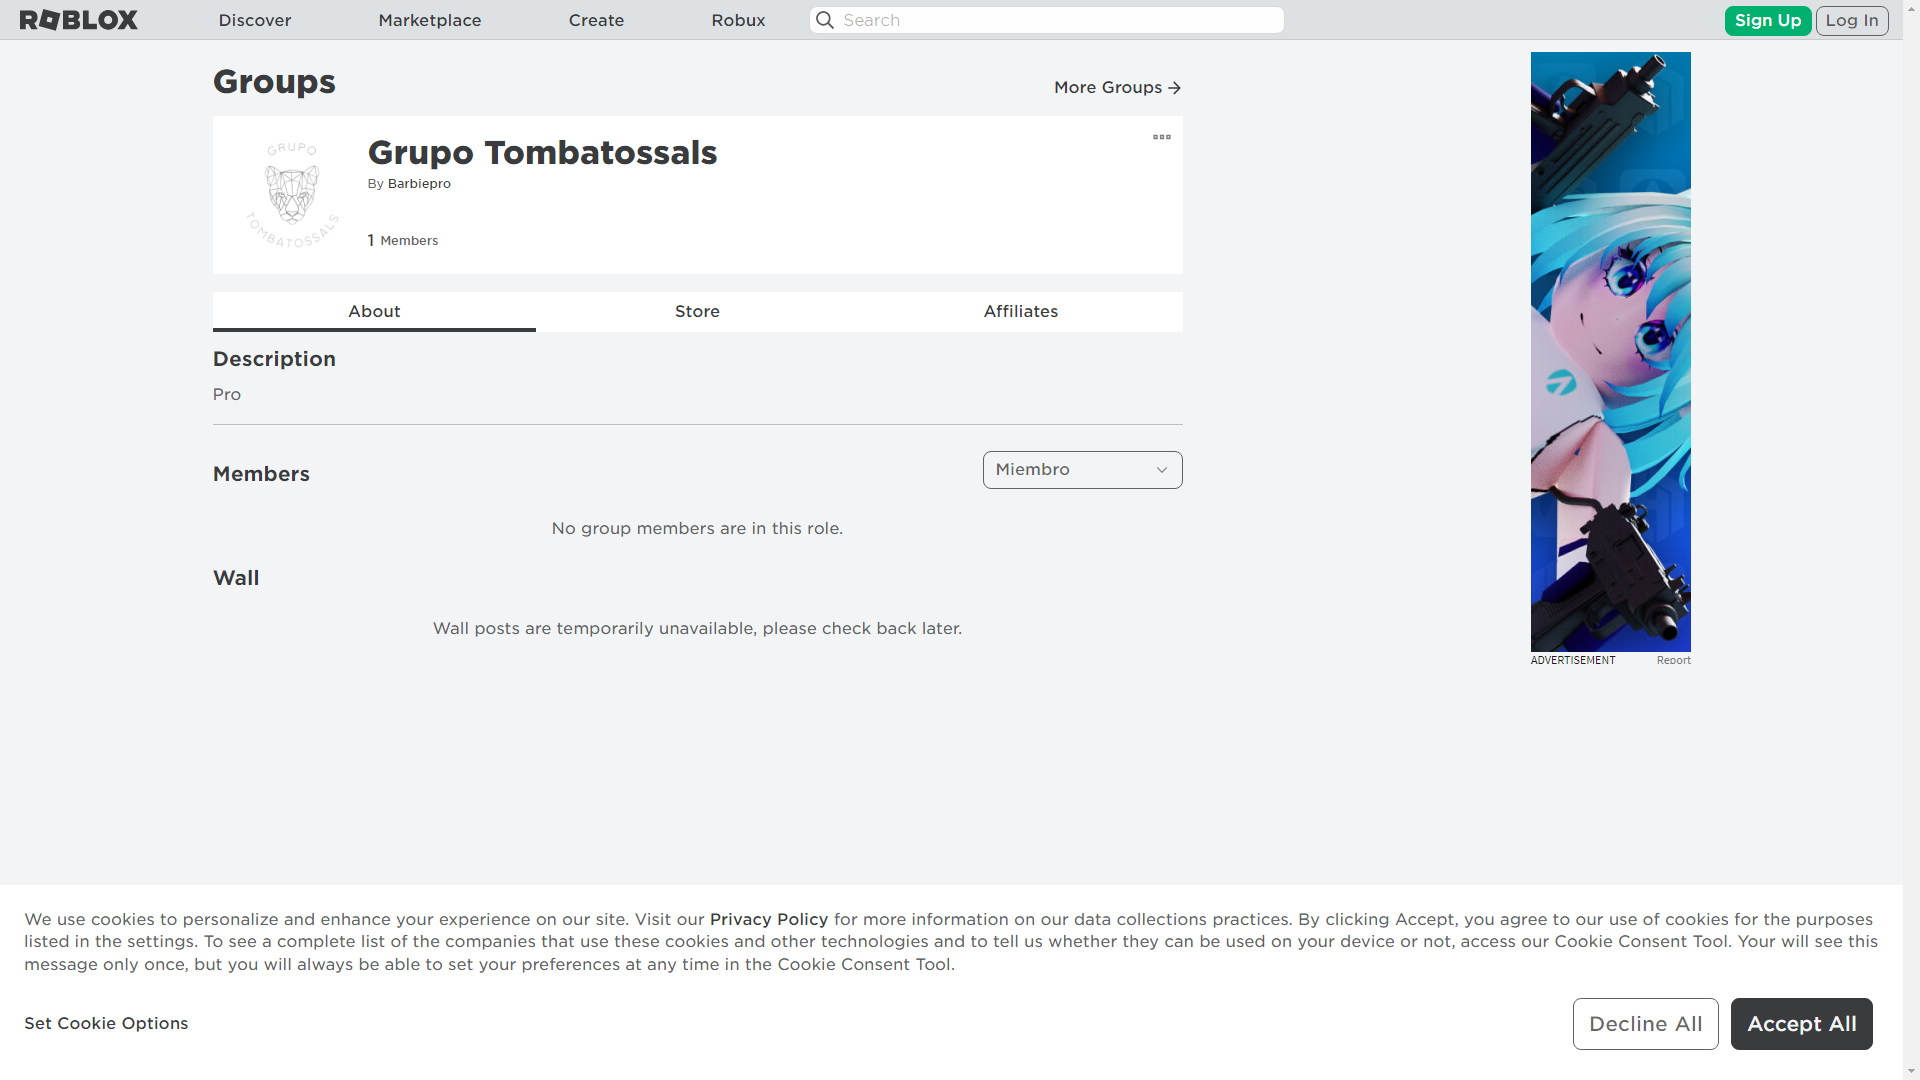 ROBLOX
Discover
Marketplace
Create
Robux
Search
Sign Up
Log In
Groups
More Groups
GRUPO
TOMBATOSSALS
Grupo Tombatossals
By Barbiepro
1 Members
About
Store
Affiliates
Description
Pro
Members
Miembro
No group members are in this role.
Wall
Wall posts are temporarily unavailable, please check back later.
ADVERTISEMENT
Report
We use cookies to personalize and enhance your experience on our site. Visit our Privacy Policy for more information on our data collections practices. By clicking Accept, you agree to our use of cookies for the purposes
listed in the settings. To see a complete list of the companies that use these cookies and other technologies and to tell us whether they can be used on your device or not, access our Cookie Consent Tool. Your will see this
message only once, but you will always be able to set your preferences at any time in the Cookie Consent Tool.
Set Cookie Options
Decline All
Accept All